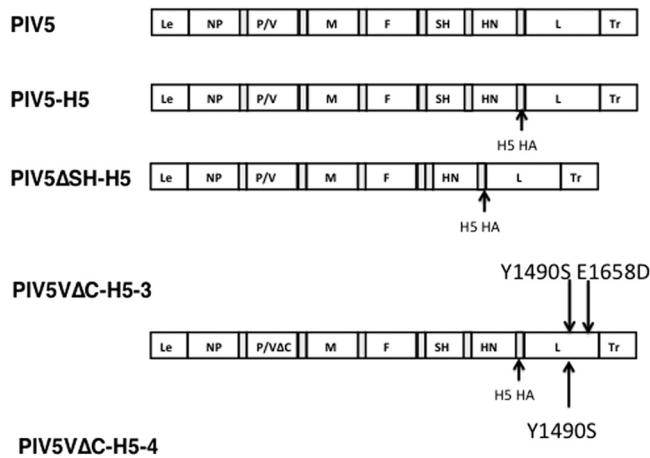 PIV5
Le NP P/V M F SH HN L Tr
PIV5-H5
Le NP P/V M F SH HN L Tr
H5 HA
PIV5ΔSH-H5
Le NP P/V M F HN L Tr
H5 HA
Y1490S E1658D
PIV5VΔC-H5-3
Le NP P/VΔC M F SH HN L Tr
H5 HA
Y1490S
PIV5VΔC-H5-4